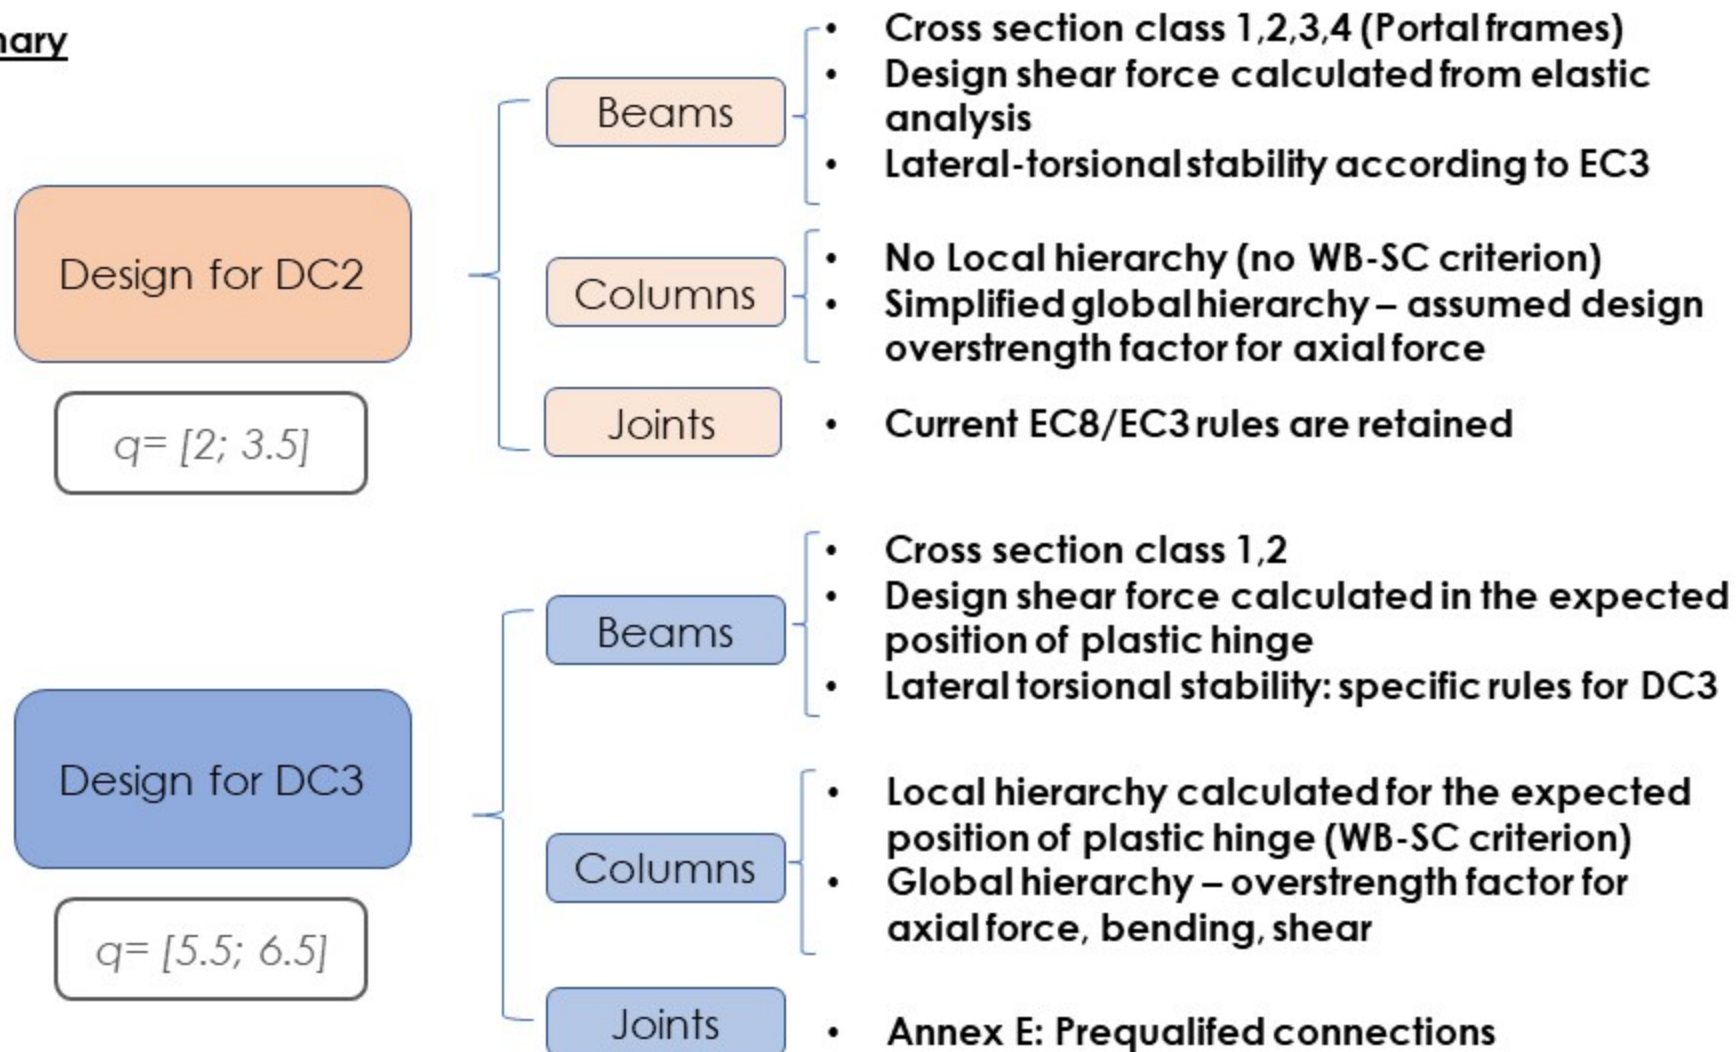 Design for DC2
q= [2; 3.5]
Beams
• Cross section class 1,2,3,4 (Portal frames)
• Design shear force calculated from elastic
analysis
• Lateral-torsional stability according to EC3
Columns
• No Local hierarchy (no WB-SC criterion)
• Simplified global hierarchy – assumed design
overstrength factor for axial force
Joints
• Current EC8/EC3 rules are retained
Design for DC3
q= [5.5; 6.5]
Beams
• Cross section class 1,2
• Design shear force calculated in the expected
position of plastic hinge
• Lateral torsional stability: specific rules for DC3
Columns
• Local hierarchy calculated for the expected
position of plastic hinge (WB-SC criterion)
• Global hierarchy – overstrength factor for
axial force, bending, shear
Joints
• Annex E: Prequalifed connections